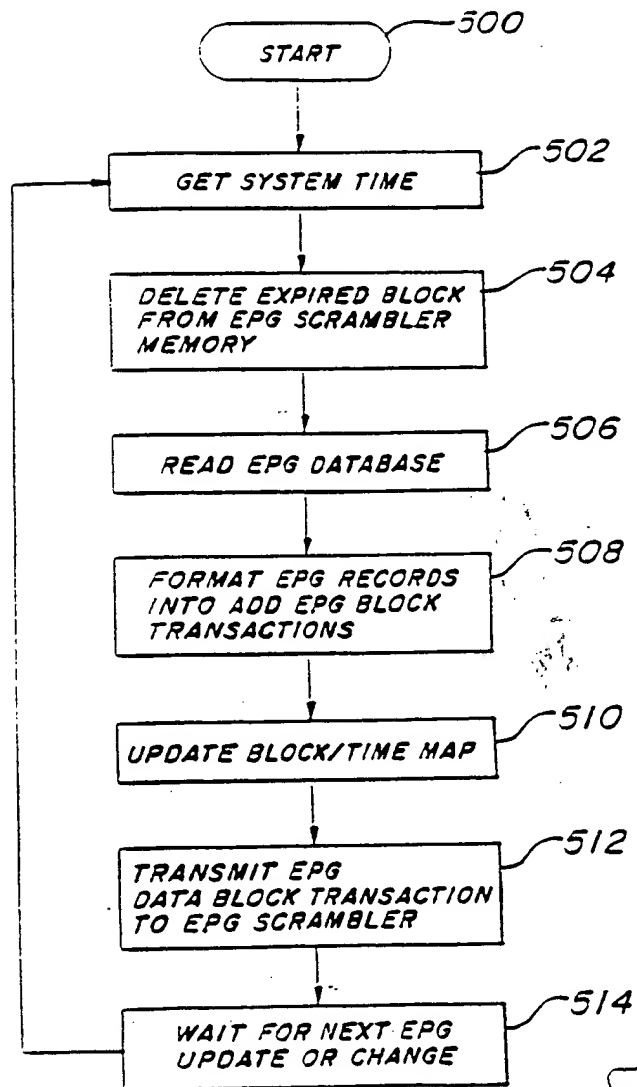 500
START
502
GET SYSTEM TIME
504
DELETE EXPIRED BLOCK
FROM EPG SCRAMBLER
MEMORY
506
READ EPG DATABASE
508
FORMAT EPG RECORDS
INTO ADD EPG BLOCK
TRANSACTIONS
510
UPDATE BLOCK/TIME MAP
512
TRANSMIT EPG
DATA BLOCK TRANSACTION
TO EPG SCRAMBLER
514
WAIT FOR NEXT EPG
UPDATE OR CHANGE